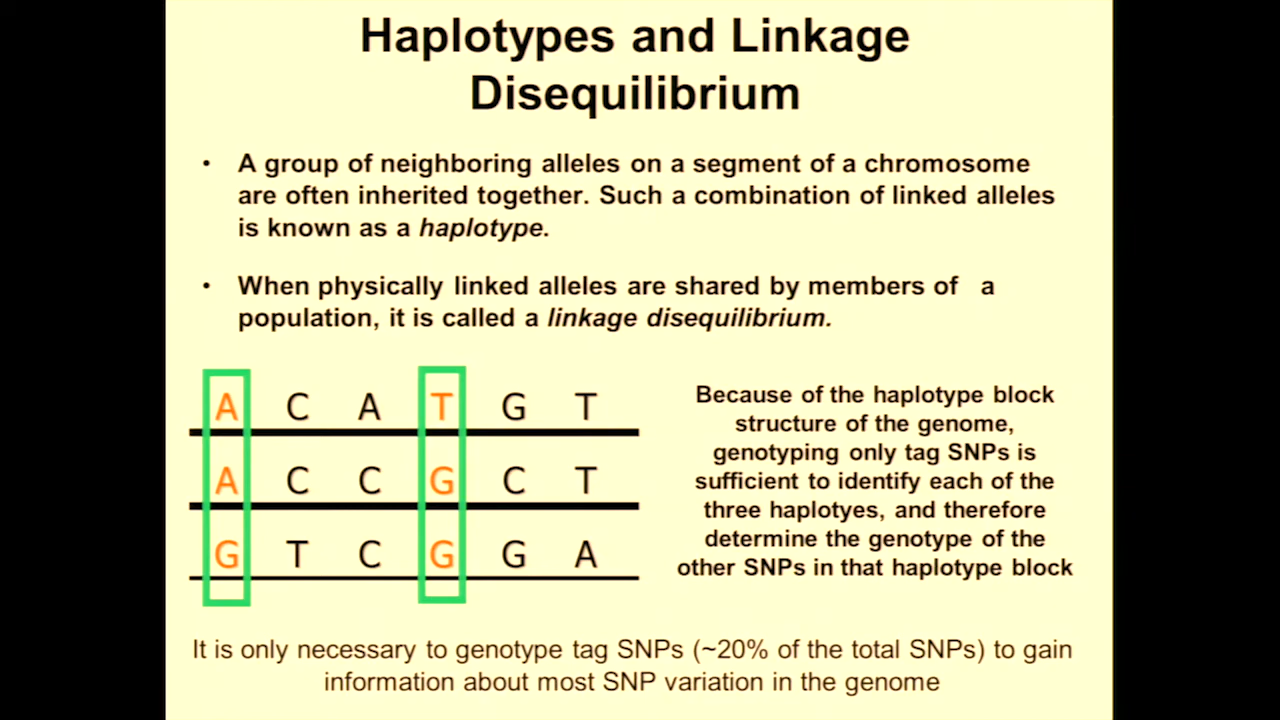 Haplotypes and Linkage
Disequilibrium
• A group of neighboring alleles on a segment of a chromosome
are often inherited together. Such a combination of linked alleles
is known as a haplotype.
• When physically linked alleles are shared by members of a
population, it is called a linkage disequilibrium.
A C A T G T
A C C G C T
G T C G G A
Because of the haplotype block
structure of the genome,
genotyping only tag SNPs is
sufficient to identify each of the
three haplotyes, and therefore
determine the genotype of the
other SNPs in that haplotype block
It is only necessary to genotype tag SNPs (~20% of the total SNPs) to gain
information about most SNP variation in the genome